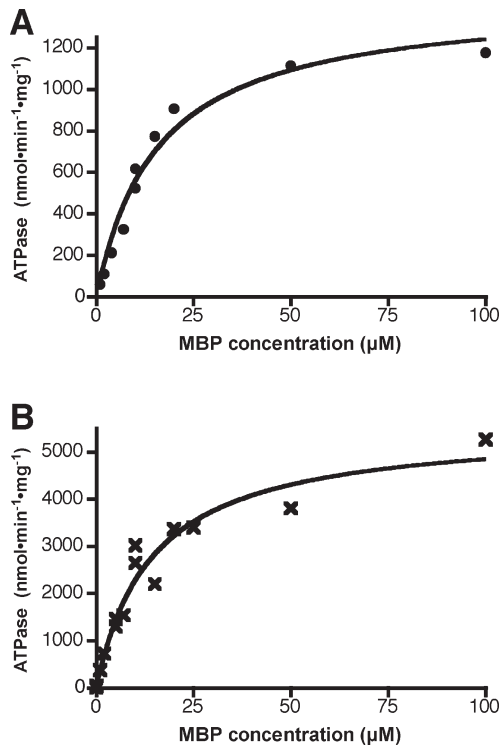 A
1200
1000
800
600
400
200
0
ATPase (nmol•min⁻¹•mg⁻¹)
0 25 50 75 100
MBP concentration (µM)
B
5000
4000
3000
2000
1000
0
ATPase (nmol•min⁻¹•mg⁻¹)
0 25 50 75 100
MBP concentration (µM)